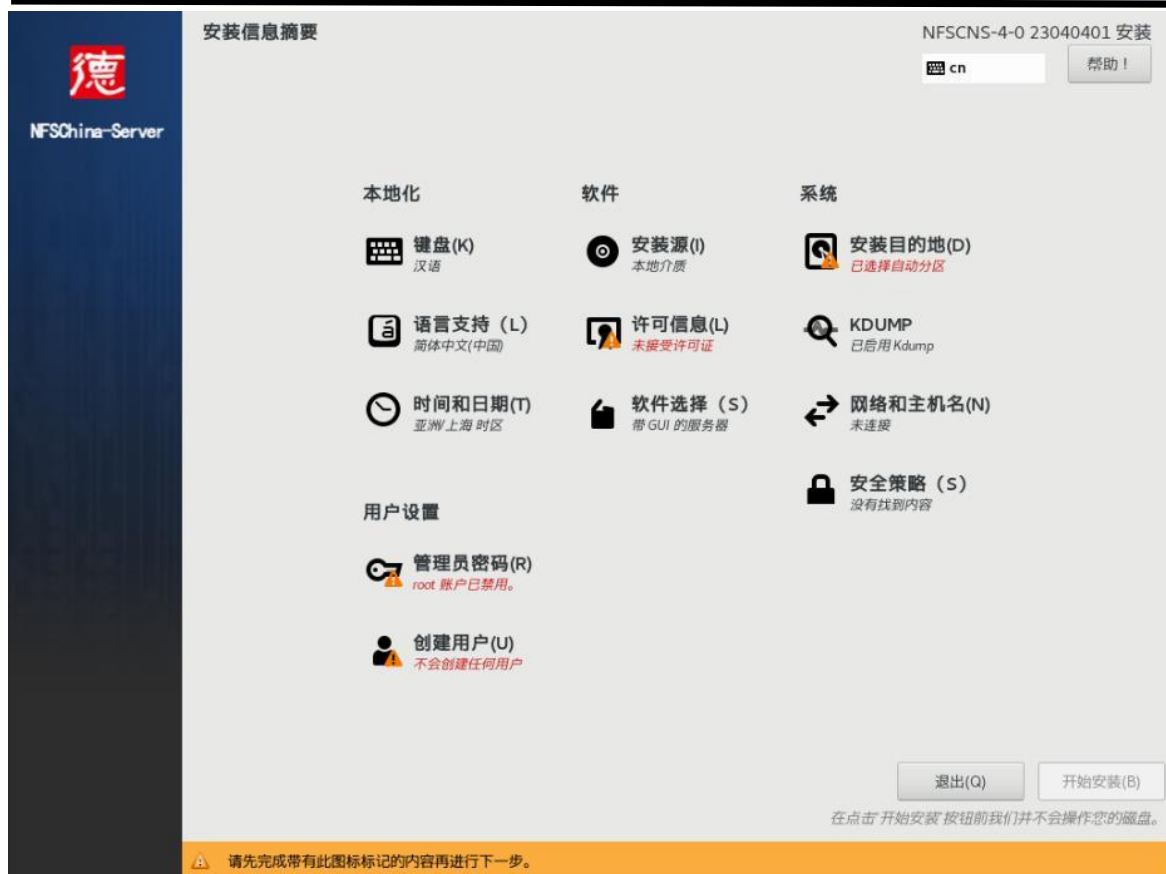 安装信息摘要
NFSCNS-4-0 23040401 安装
cn
帮助！
德
NFSChina-Server
本地化
键盘(K)
汉语
语言支持（L）
简体中文(中国)
时间和日期(T)
亚洲/上海 时区
软件
安装源(I)
本地介质
许可信息(L)
未接受许可证
软件选择（S）
带 GUI 的服务器
系统
安装目的地(D)
已选择自动分区
KDUMP
已启用 Kdump
网络和主机名(N)
未连接
安全策略（S）
没有找到内容
用户设置
管理员密码(R)
root 账户已禁用。
创建用户(U)
不会创建任何用户
退出(Q)
开始安装(B)
在点击"开始安装"按钮前我们并不会操作您的磁盘。
请先完成带有此图标标记的内容再进行下一步。